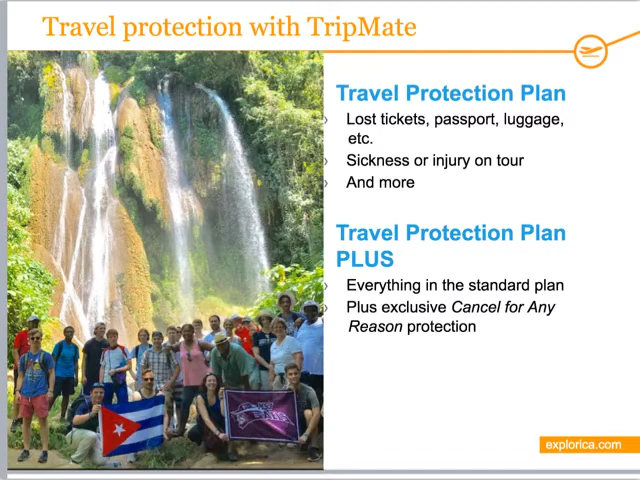 Travel protection with TripMate
Travel Protection Plan
Lost tickets, passport, luggage,
etc.
Sickness or injury on tour
And more
Travel Protection Plan
PLUS
Everything in the standard plan
Plus exclusive Cancel for Any
Reason protection
explorica.com